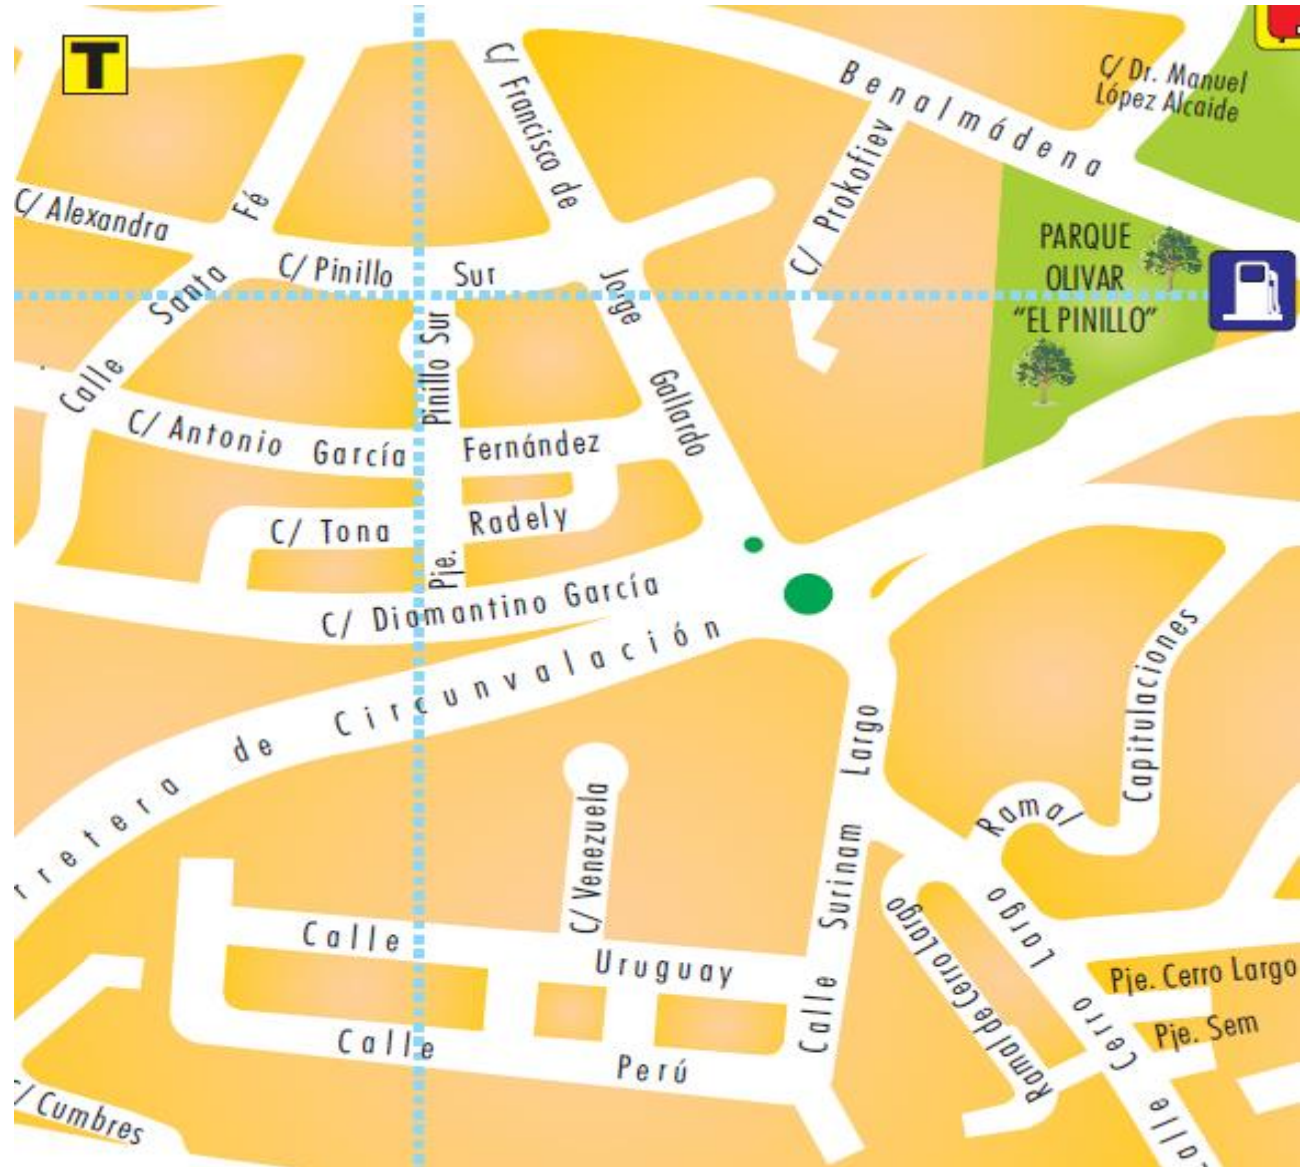 T
Benalmádena
C/ Dr. Manuel
López Alcaide
C/ Francisco de Jorge Gallardo
C/ Prokofiev
C/ Alexandra
Calle Santa Fé
C/ Pinillo Sur
PARQUE
OLIVAR
"EL PINILLO"
Pje. Pinillo Sur
C/ Antonio García Fernández
C/ Tona Radely
C/ Diamantino García
rretera de Circunvalación
Capitulaciones
Calle Surinam Largo
C/ Venezuela
Ramal
Calle Uruguay
Ramal de Cerro Largo
Calle Cerro Largo
Pje. Cerro Largo
Pje. Sem
Calle Perú
C/ Cumbres